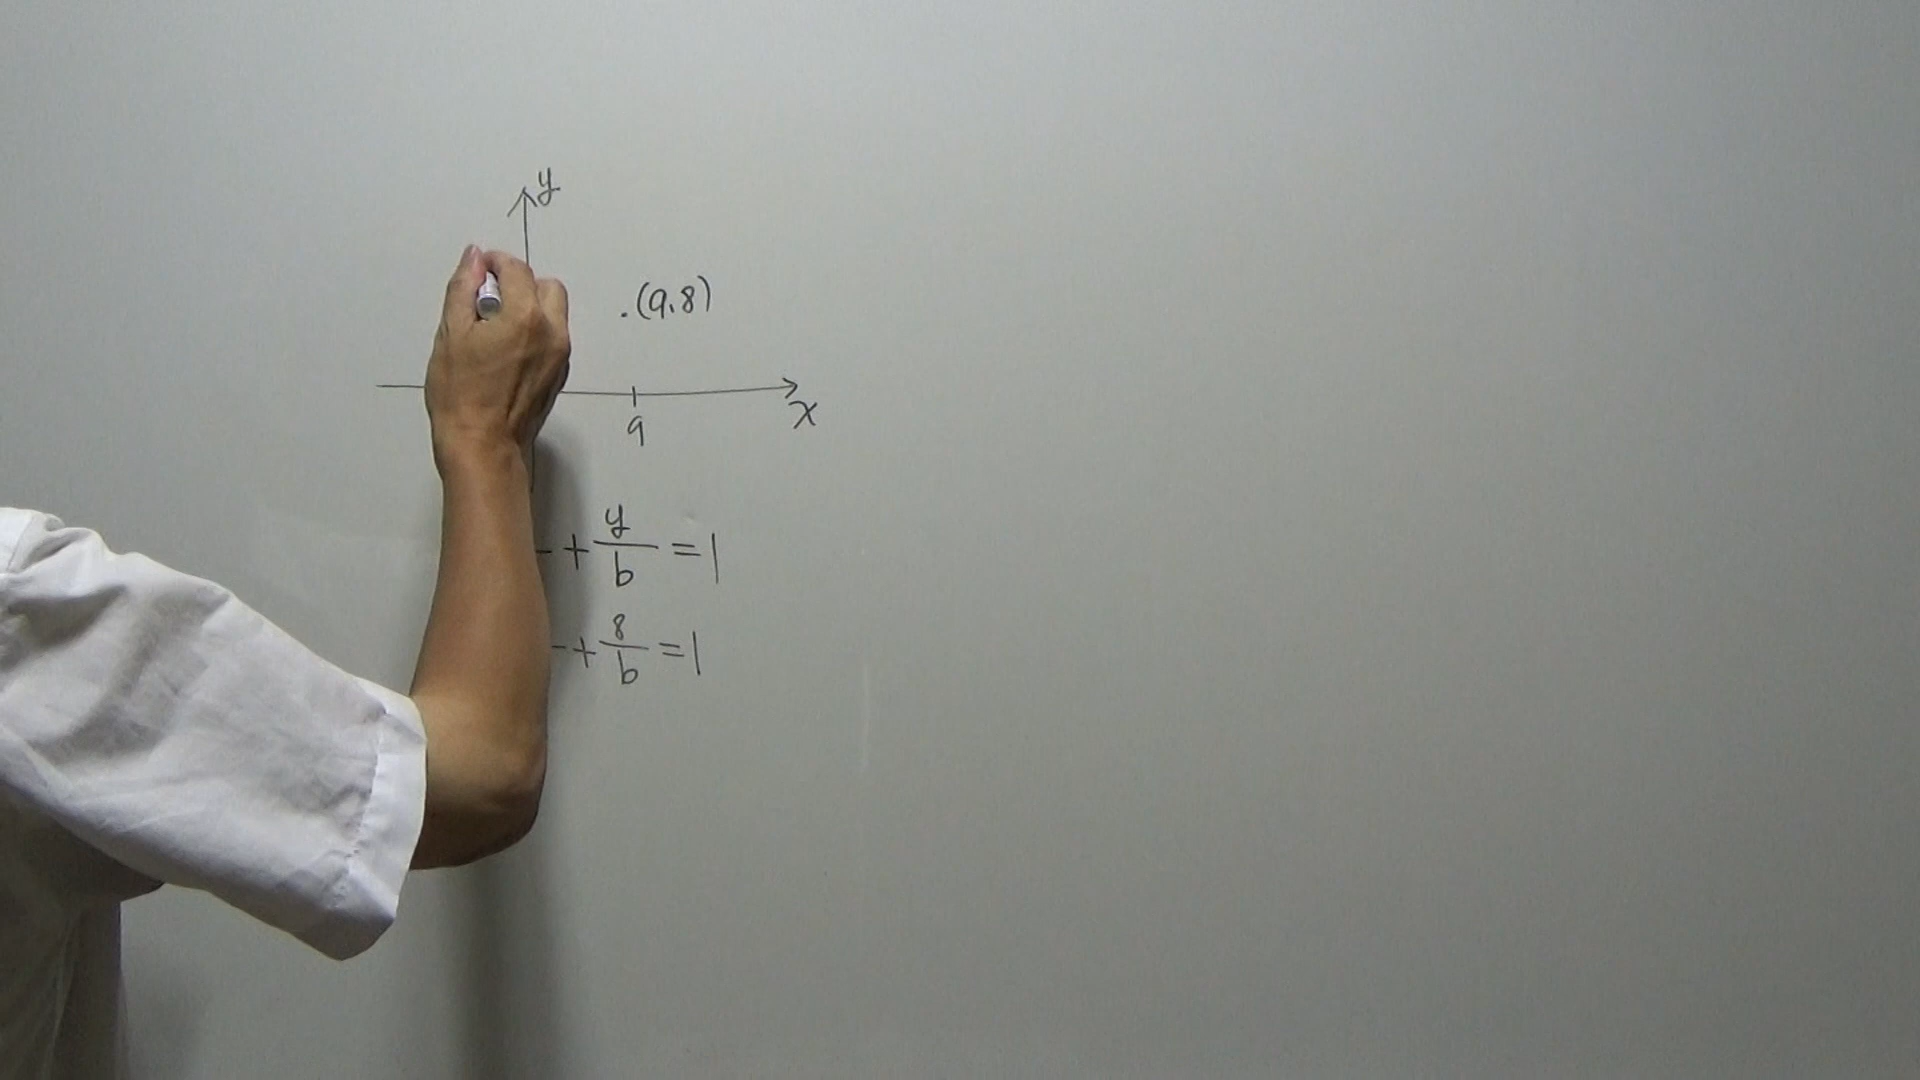 y
.(9,8)
9
x
+ y/b = 1
+ 8/b = 1